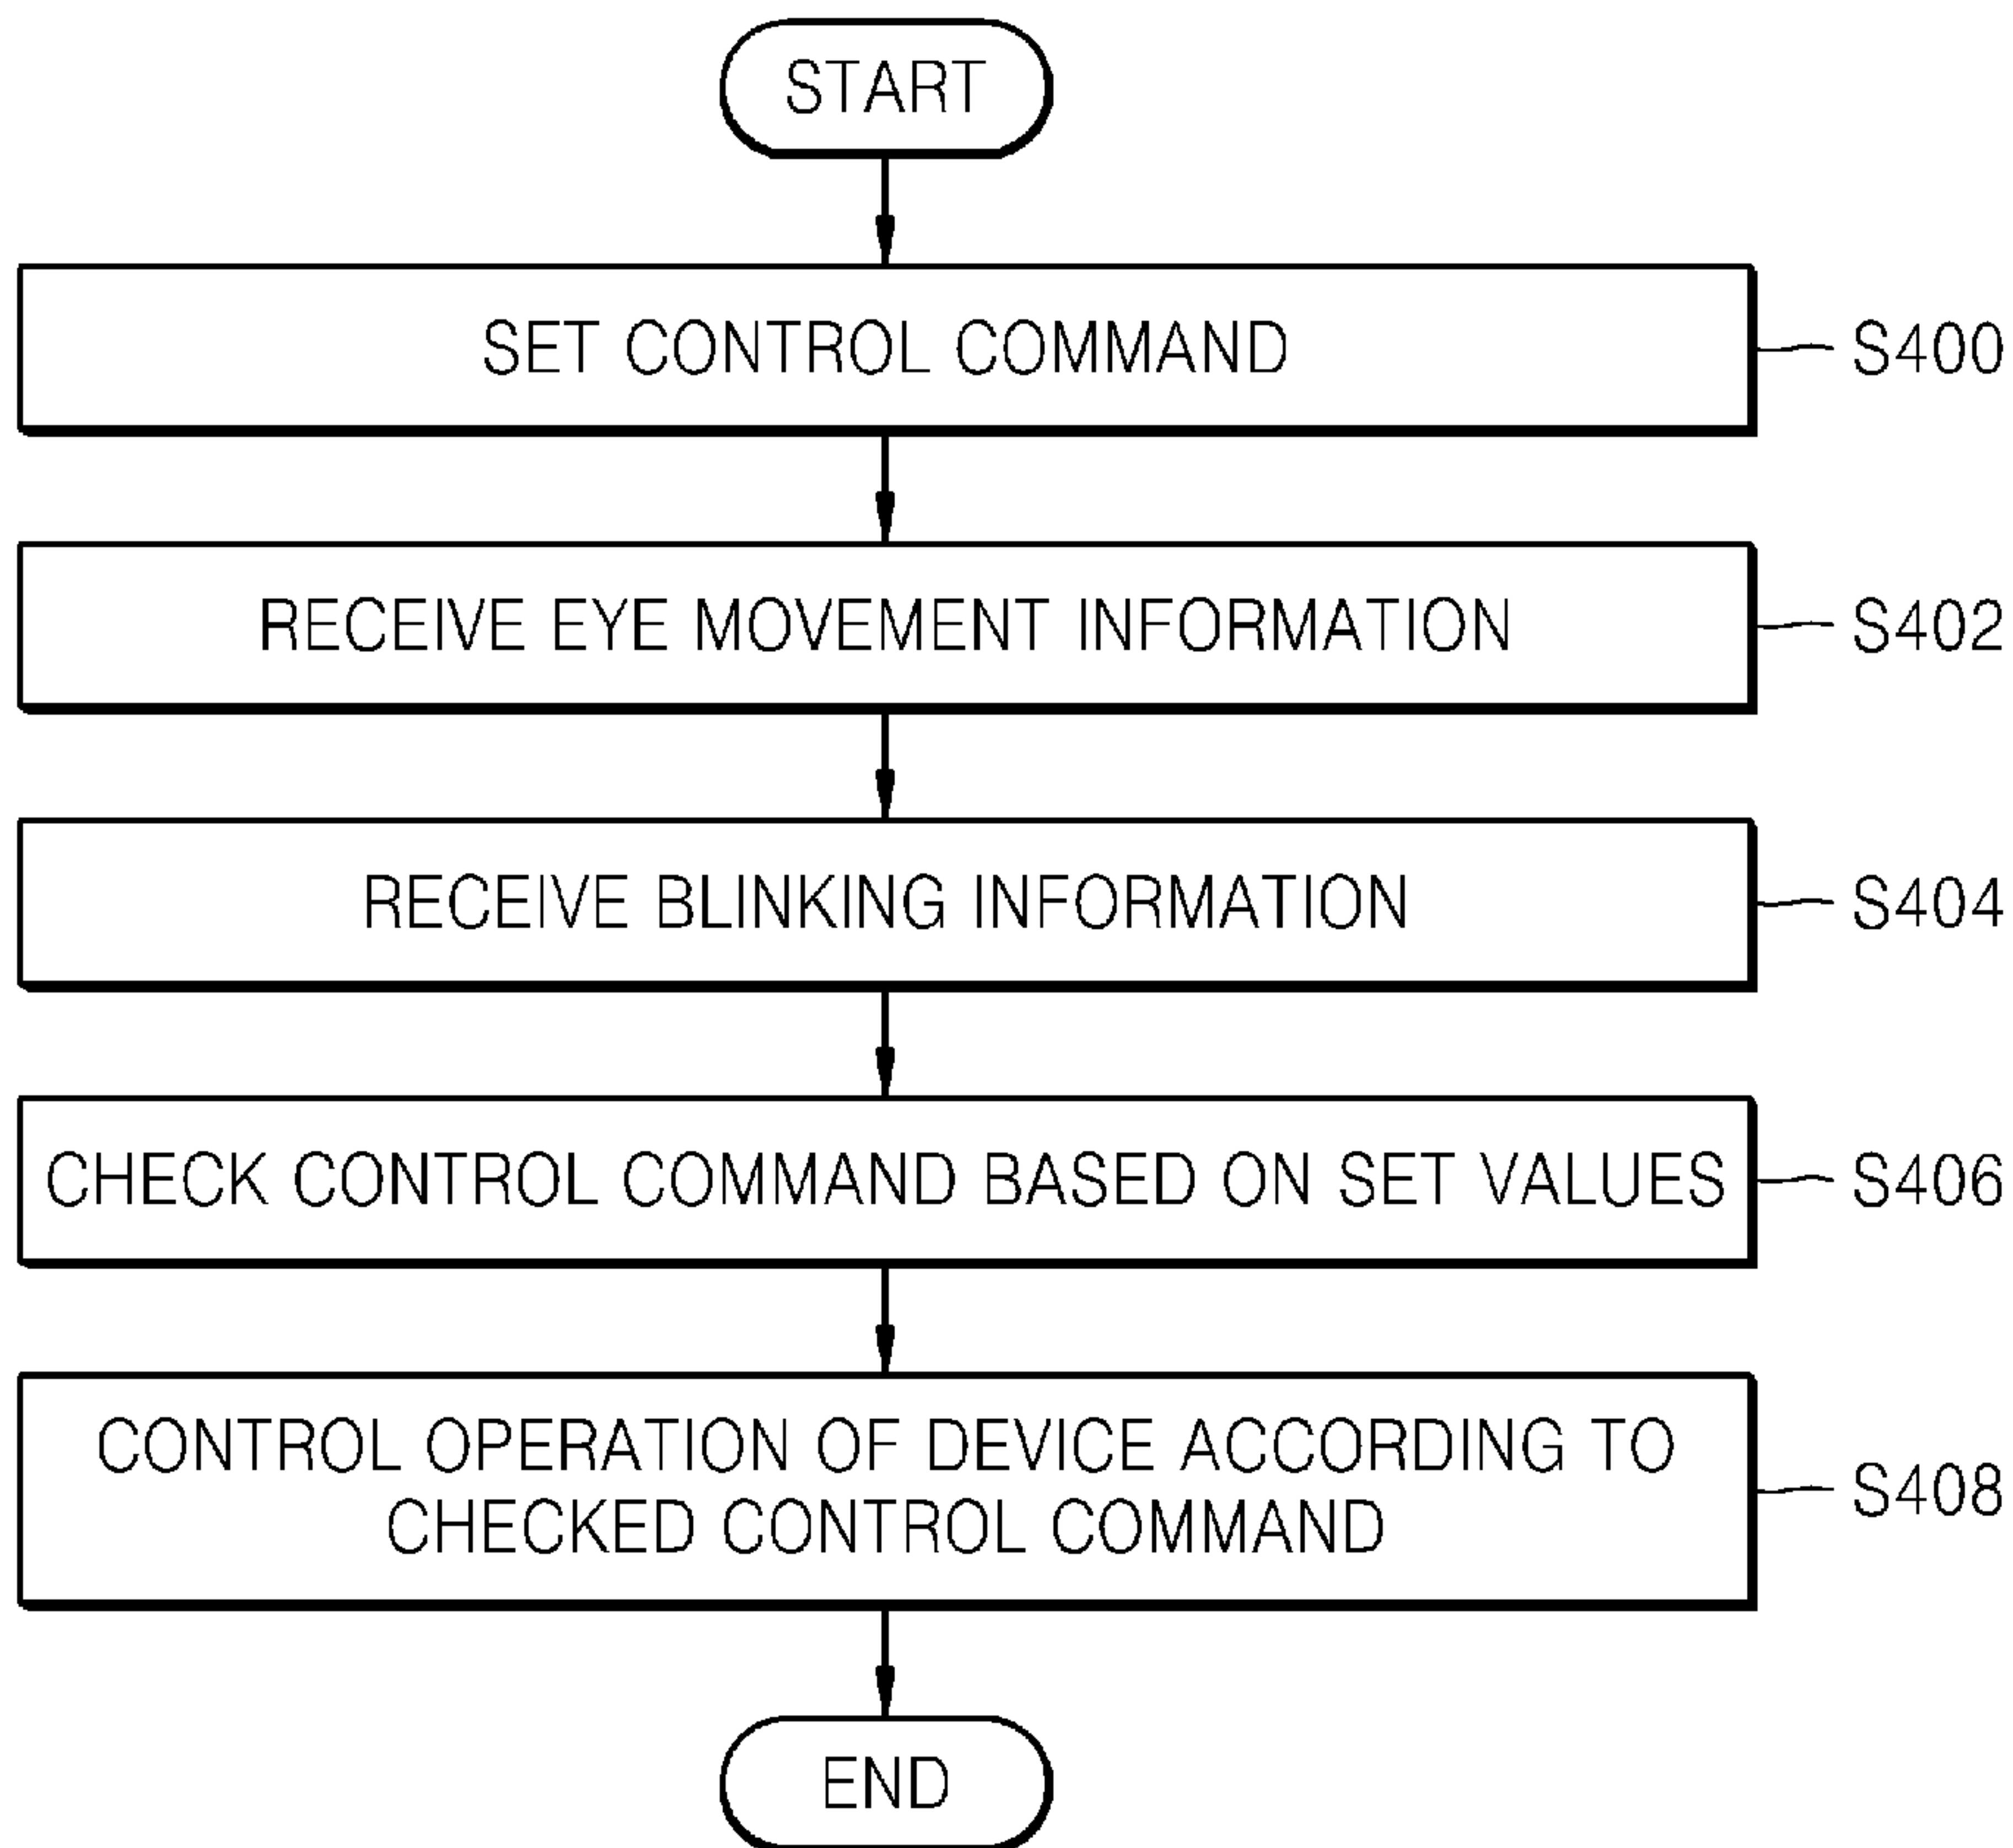 START
SET CONTROL COMMAND
S400
RECEIVE EYE MOVEMENT INFORMATION
S402
RECEIVE BLINKING INFORMATION
S404
CHECK CONTROL COMMAND BASED ON SET VALUES
S406
CONTROL OPERATION OF DEVICE ACCORDING TO
CHECKED CONTROL COMMAND
S408
END